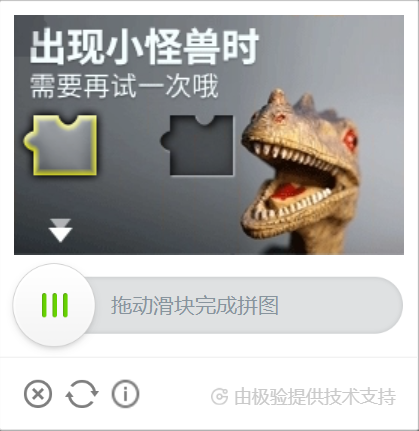 出现小怪兽时
需要再试一次哦
拖动滑块完成拼图
由极验提供技术支持